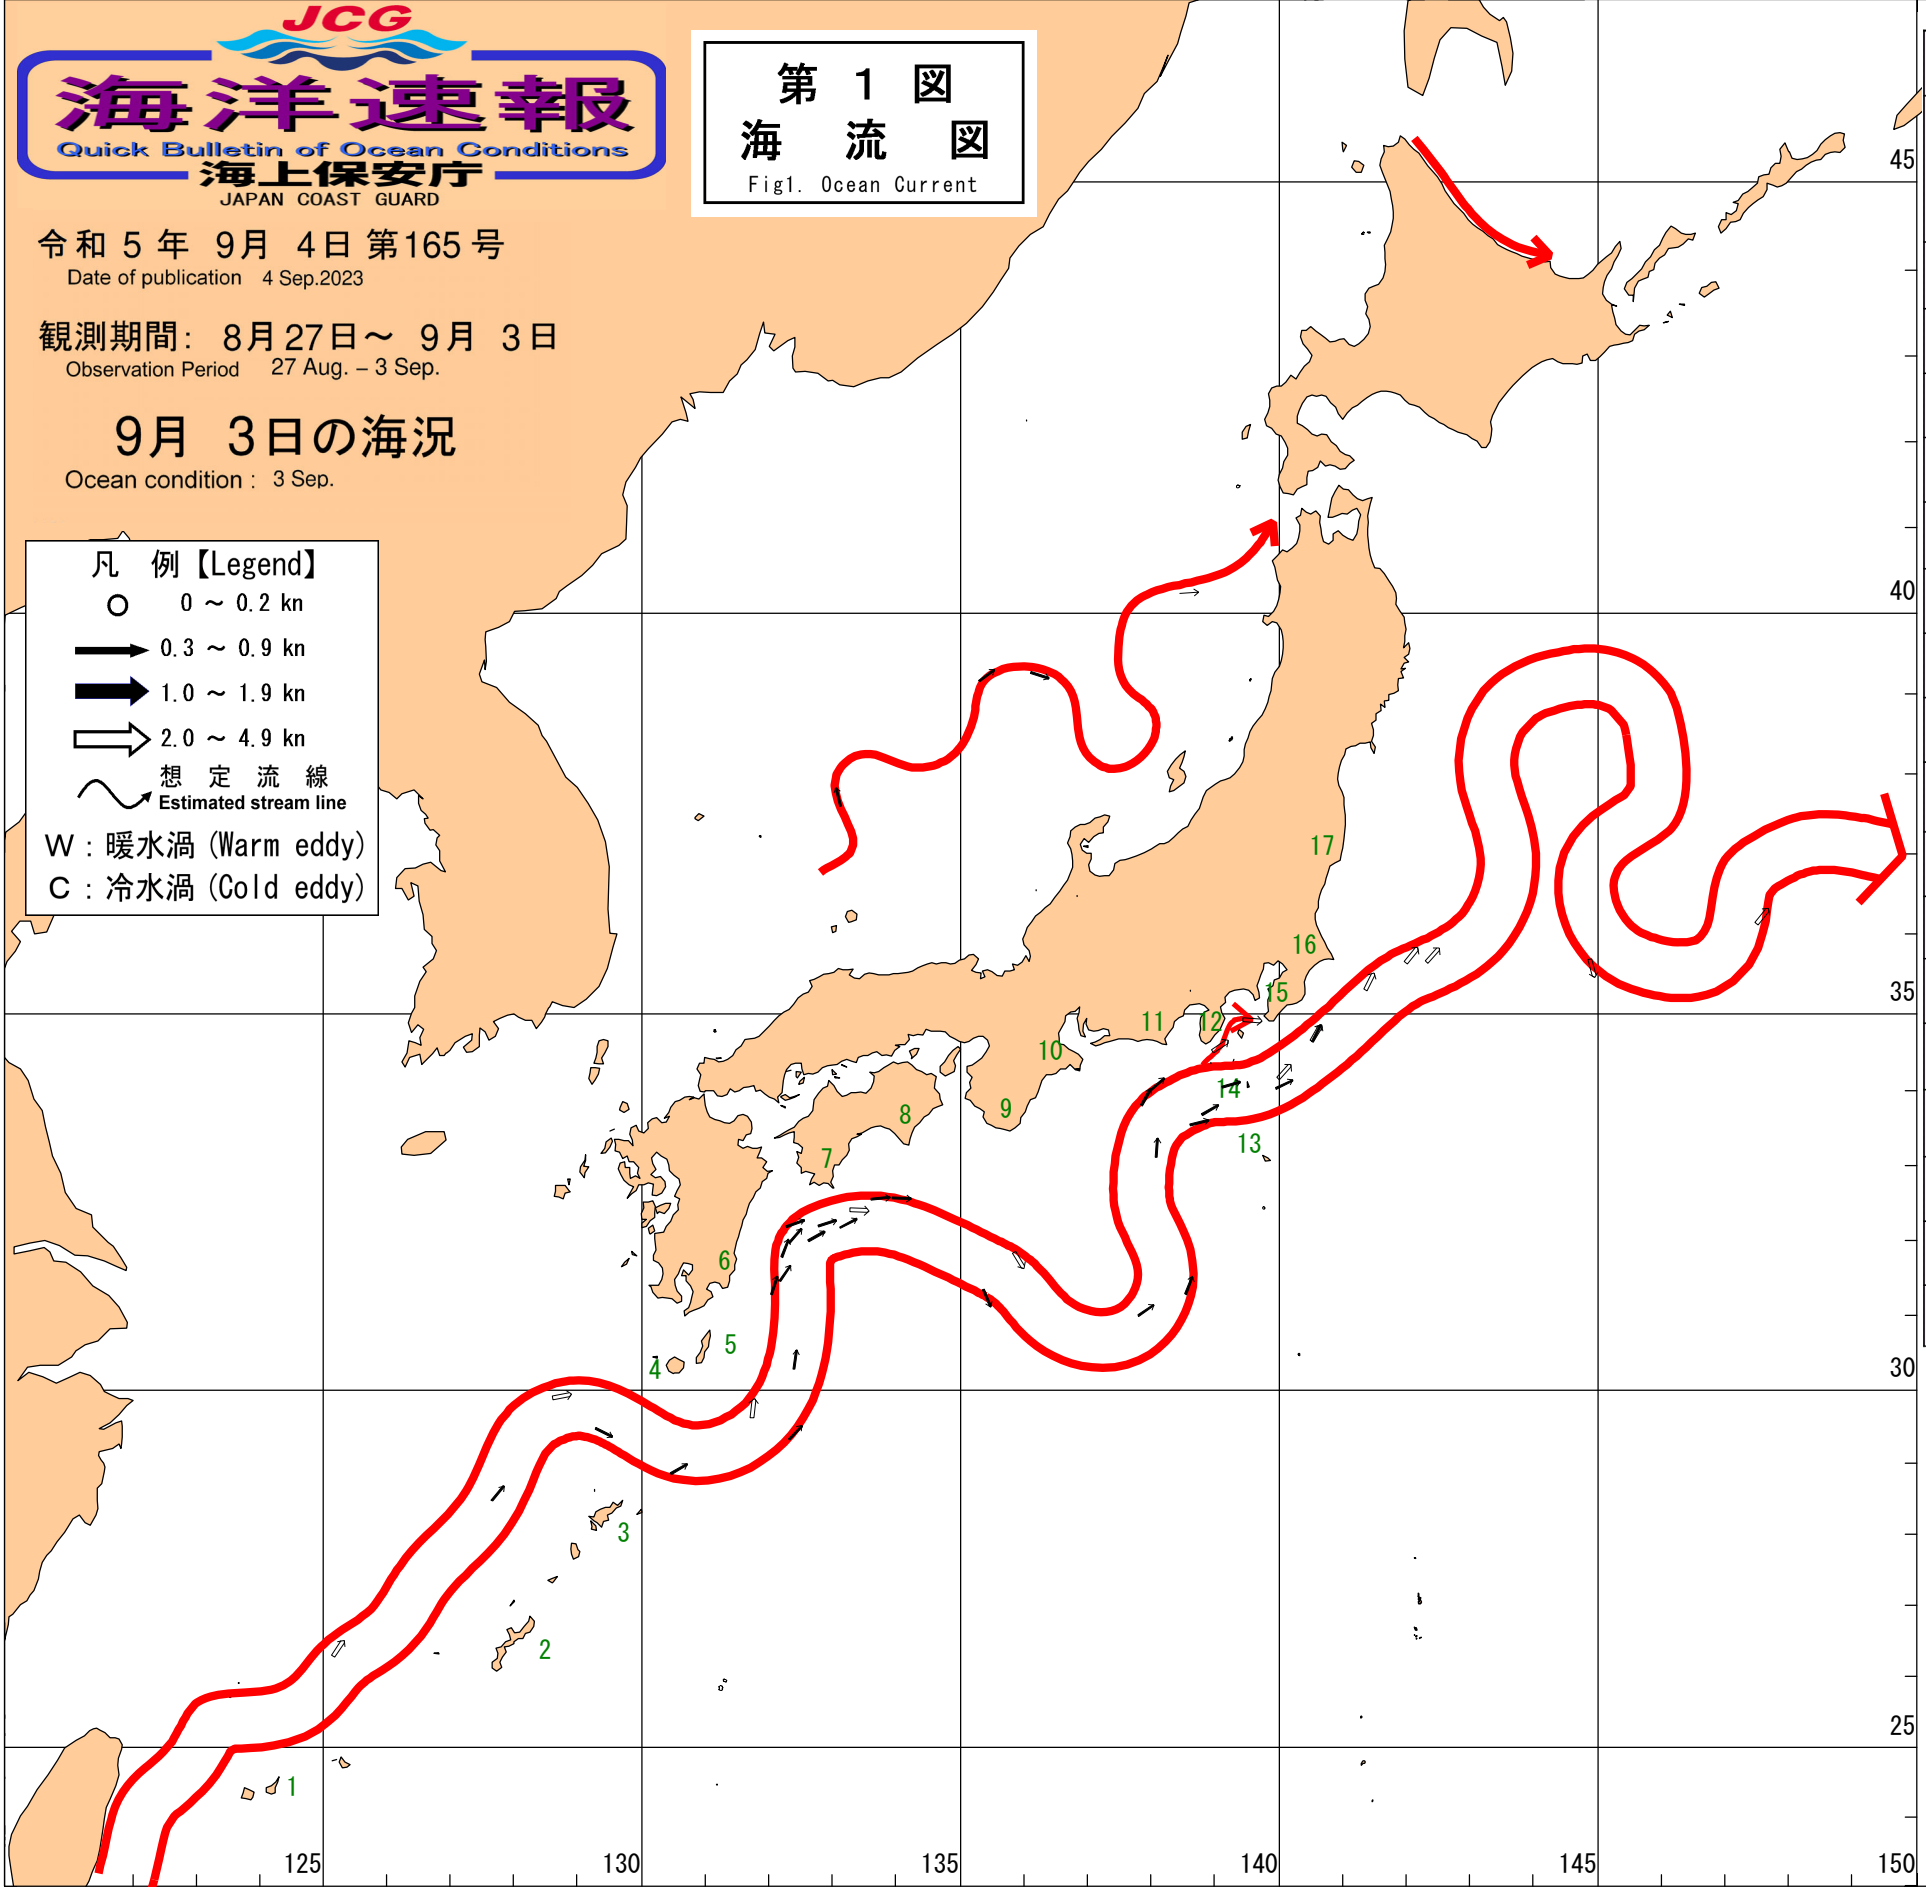 JCG
海洋速報
Quick Bulletin of Ocean Conditions
海上保安庁
JAPAN COAST GUARD
令和 5 年 9月 4日 第165 号
Date of publication 4 Sep.2023
観測期間: 8月27日～ 9月 3日
Observation Period 27 Aug. – 3 Sep.
9月 3日の海況
Ocean condition : 3 Sep.
第 1 図
海 流 図
Fig1. Ocean Current
凡 例【Legend】
0 ～ 0.2 kn
0.3 ～ 0.9 kn
1.0 ～ 1.9 kn
2.0 ～ 4.9 kn
想 定 流 線
Estimated stream line
W : 暖水渦 (Warm eddy)
C : 冷水渦 (Cold eddy)
45
40
17
16
15
35
11
12
10
14
9
8
13
7
6
5
4
30
3
2
25
1
125
130
135
140
145
150